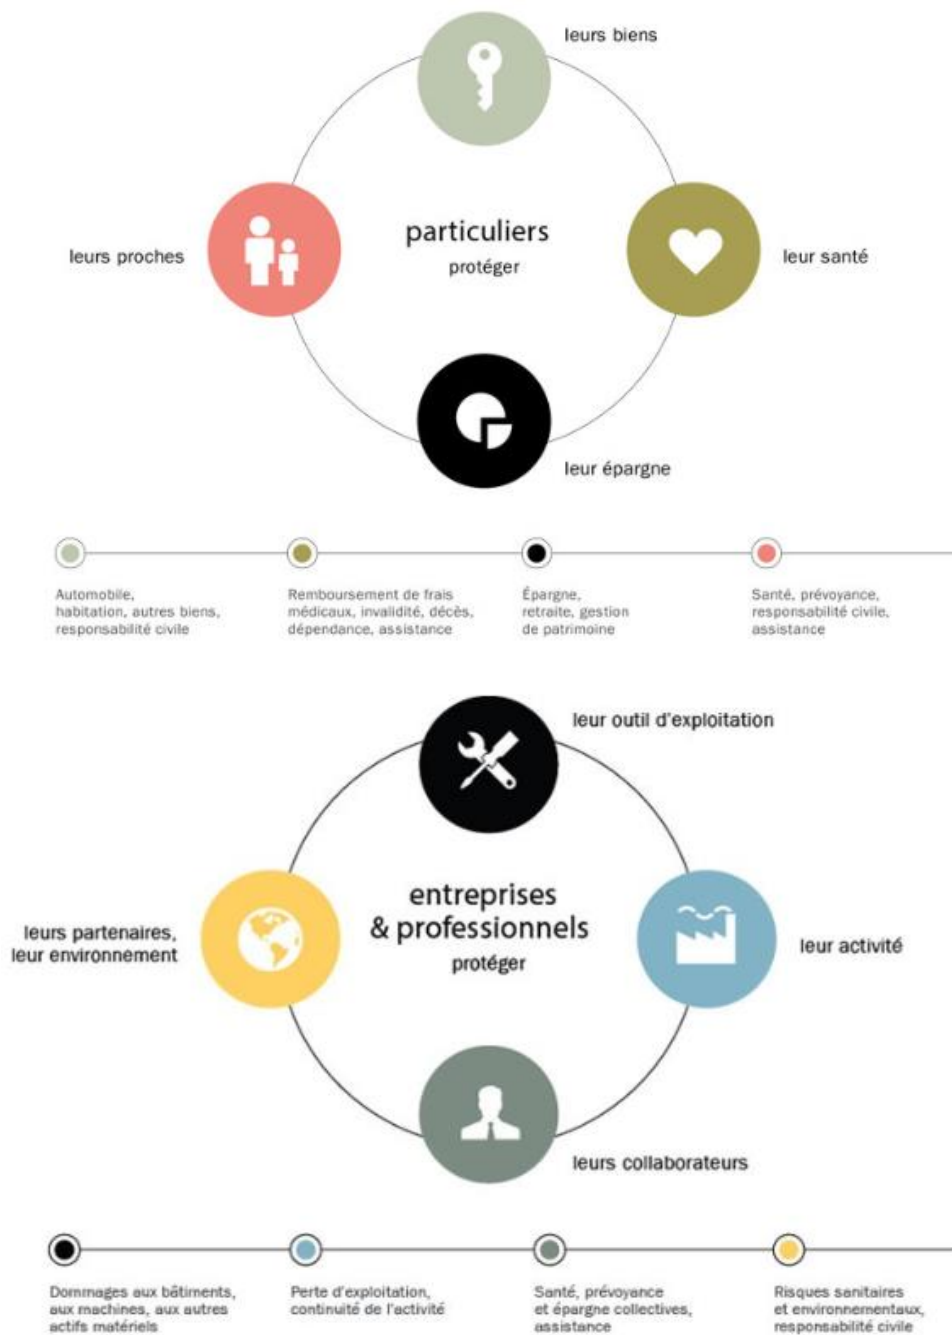 leurs biens
leurs proches
particuliers
protéger
leur santé
leur épargne
Automobile,
habitation, autres biens,
responsabilité civile
Remboursement de frais
médicaux, invalidité, décès,
dépendance, assistance
Épargne,
retraite, gestion
de patrimoine
Santé, prévoyance,
responsabilité civile,
assistance
leur outil d'exploitation
leurs partenaires,
leur environnement
entreprises
& professionnels
protéger
leur activité
leurs collaborateurs
Dommages aux bâtiments,
aux machines, aux autres
actifs matériels
Perte d'exploitation,
continuité de l'activité
Santé, prévoyance
et épargne collectives,
assistance
Risques sanitaires
et environnementaux,
responsabilité civile